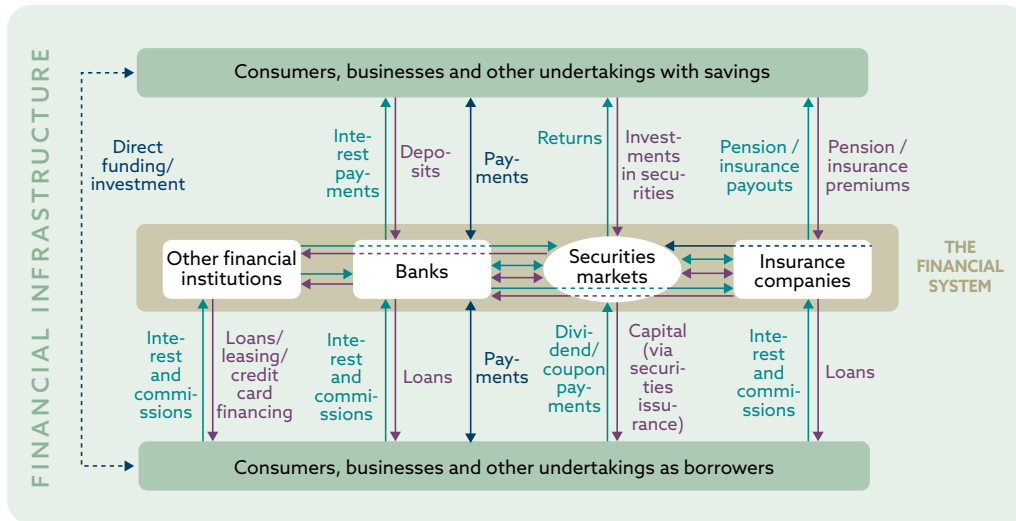 FINANCIAL INFRASTRUCTURE
Consumers, businesses and other undertakings with savings
Direct
funding/
investment
Inte-
rest
pay-
ments
Depo-
sits
Pay-
ments
Returns
Invest-
ments
in secu-
rities
Pension /
insurance
payouts
Pension /
insurance
premiums
Other financial
institutions
Banks
Securities
markets
Insurance
companies
THE
FINANCIAL
SYSTEM
Inte-
rest
and
commi-
ssions
Loans/
leasing/
credit
card
financing
Inte-
rest
and
commi-
ssions
Loans
Pay-
ments
Divi-
dend/
coupon
pay-
ments
Capital
(via
securi-
ties
issu-
rance)
Inte-
rest
and
commi-
ssions
Loans
Consumers, businesses and other undertakings as borrowers